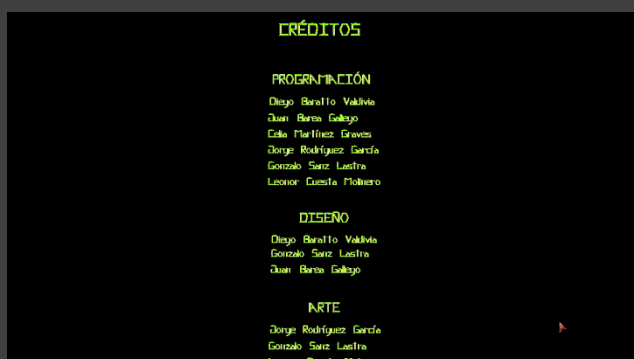 CRÉDITOS
PROGRAMACIÓN
Diego Baratto Valdivia
Juan Barea Gallego
Celia Martínez Graves
Jorge Rodríguez García
Gonzalo Sanz Lastra
Leonor Cuesta Molinero
DISEÑO
Diego Baratto Valdivia
Gonzalo Sanz Lastra
Juan Barea Gallego
ARTE
Jorge Rodríguez García
Gonzalo Sanz Lastra